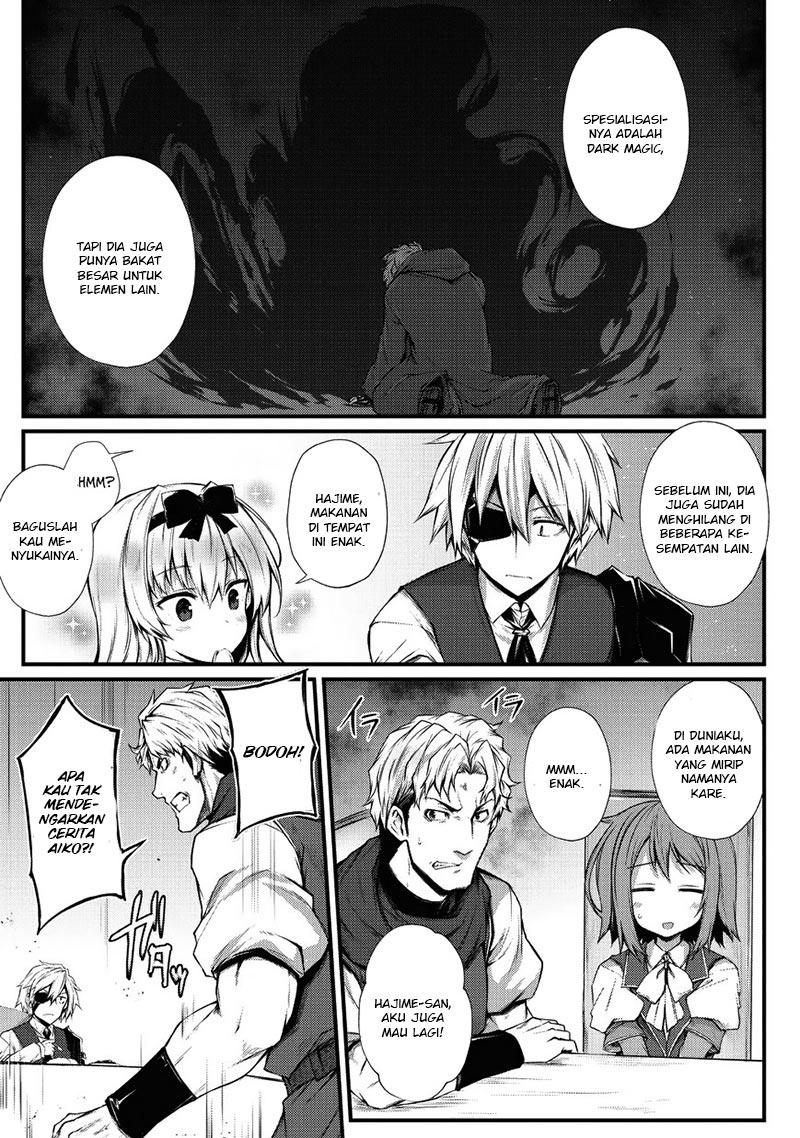 SPESIALISASI-
NYA ADALAH
DARK MAGIC,
TAPI DIA JUGA
PUNYA BAKAT
BESAR UNTUK
ELEMEN LAIN.
SEBELUM INI, DIA
JUGA SUDAH
MENGHILANG DI
BEBERAPA KE-
SEMPATAN LAIN.
HAJIME,
MAKANAN
DI TEMPAT
INI ENAK.
HMM?
BAGUSLAH
KAU ME-
NYUKAINYA.
DI DUNIAKU,
ADA MAKANAN
YANG MIRIP
NAMANYA
KARE.
MMM...
ENAK.
イラ
イラ
HAJIME-SAN,
AKU JUGA
MAU LAGI!
BODOH!
APA
KAU TAK
MENDE-
NGARKAN
CERITA
AIKO?!
ガタッ